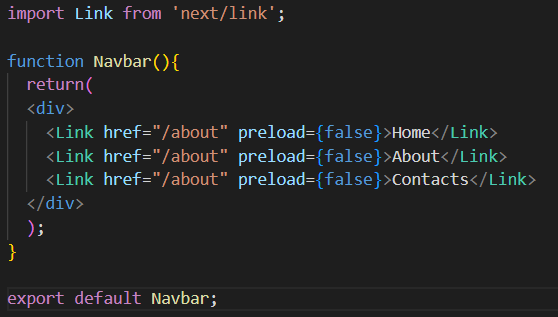 import Link from 'next/link';

function Navbar(){
  return(
  <div>
    <Link href="/about" preload={false}>Home</Link>
    <Link href="/about" preload={false}>About</Link>
    <Link href="/about" preload={false}>Contacts</Link>
  </div>
  );
}

export default Navbar;